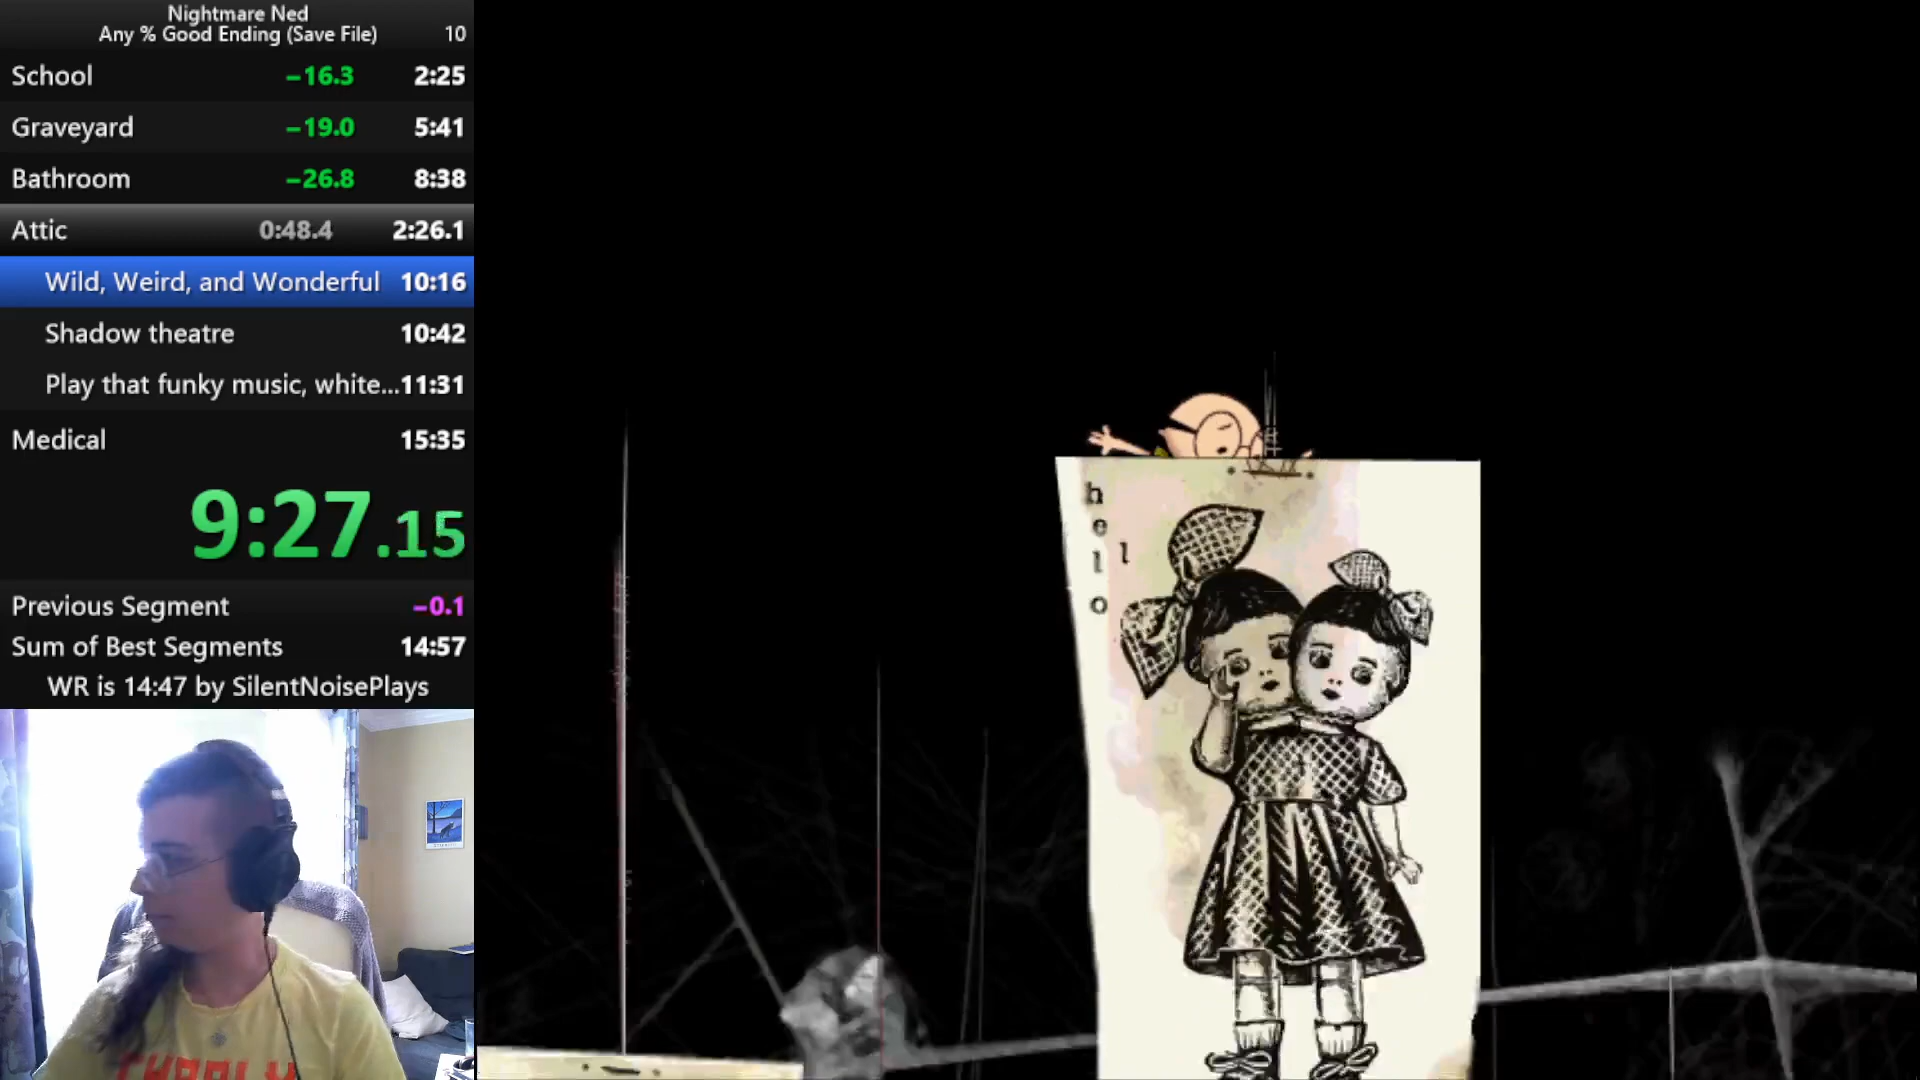 Nightmare Ned
Any % Good Ending (Save File) 10
School −16.3 2:25
Graveyard −19.0 5:41
Bathroom −26.8 8:38
Attic 0:48.4 2:26.1
Wild, Weird, and Wonderful 10:16
Shadow theatre 10:42
Play that funky music, white... 11:31
Medical 15:35
9:27.15
Previous Segment −0.1
Sum of Best Segments 14:57
WR is 14:47 by SilentNoisePlays
h
e
l
l
o